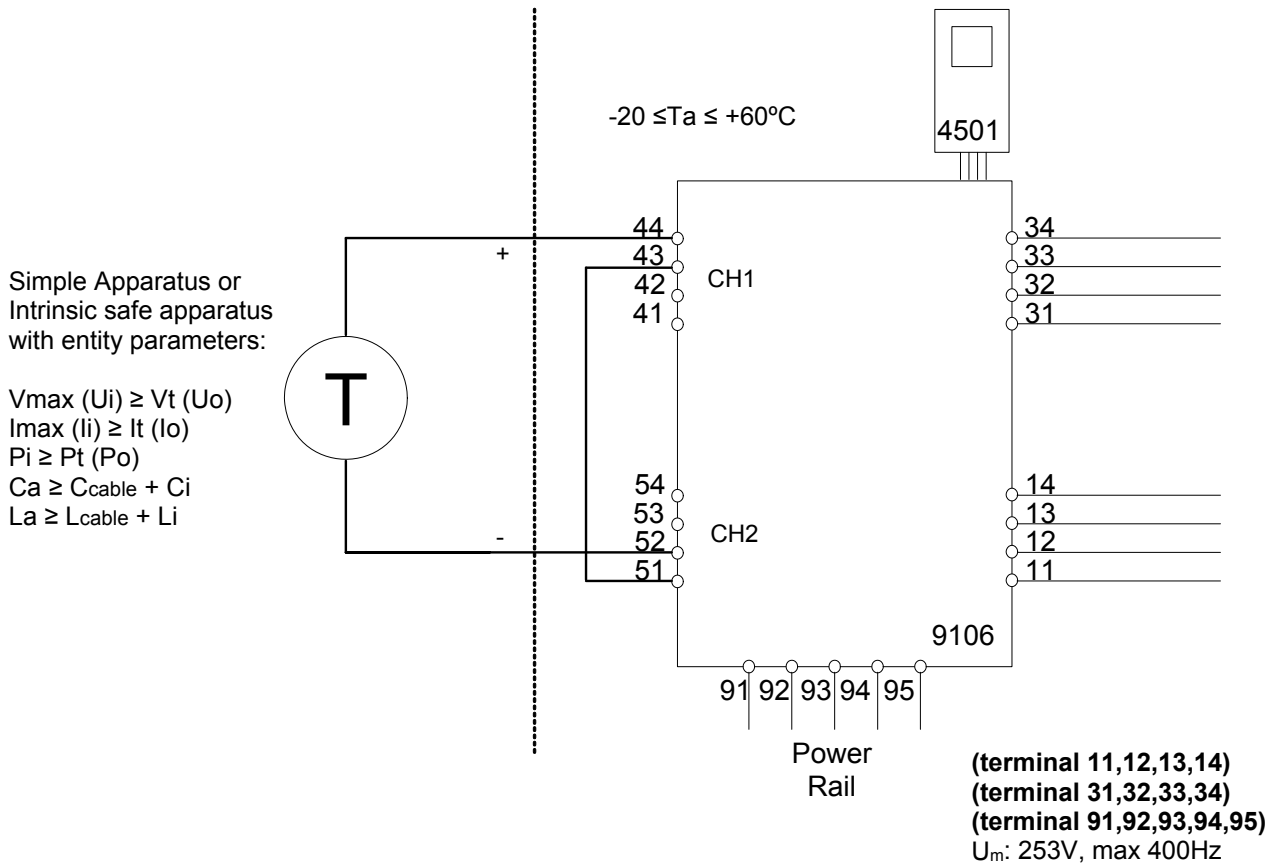 -20 ≤Ta ≤ +60ºC
4501
Simple Apparatus or
Intrinsic safe apparatus
with entity parameters:
Vmax (Ui) ≥ Vt (Uo)
Imax (Ii) ≥ It (Io)
Pi ≥ Pt (Po)
Ca ≥ Ccable + Ci
La ≥ Lcable + Li
+
T
-
44
43
42
41
CH1
54
53
52
51
CH2
34
33
32
31
14
13
12
11
9106
91 92 93 94 95
Power
Rail
(terminal 11,12,13,14)
(terminal 31,32,33,34)
(terminal 91,92,93,94,95)
Um: 253V, max 400Hz